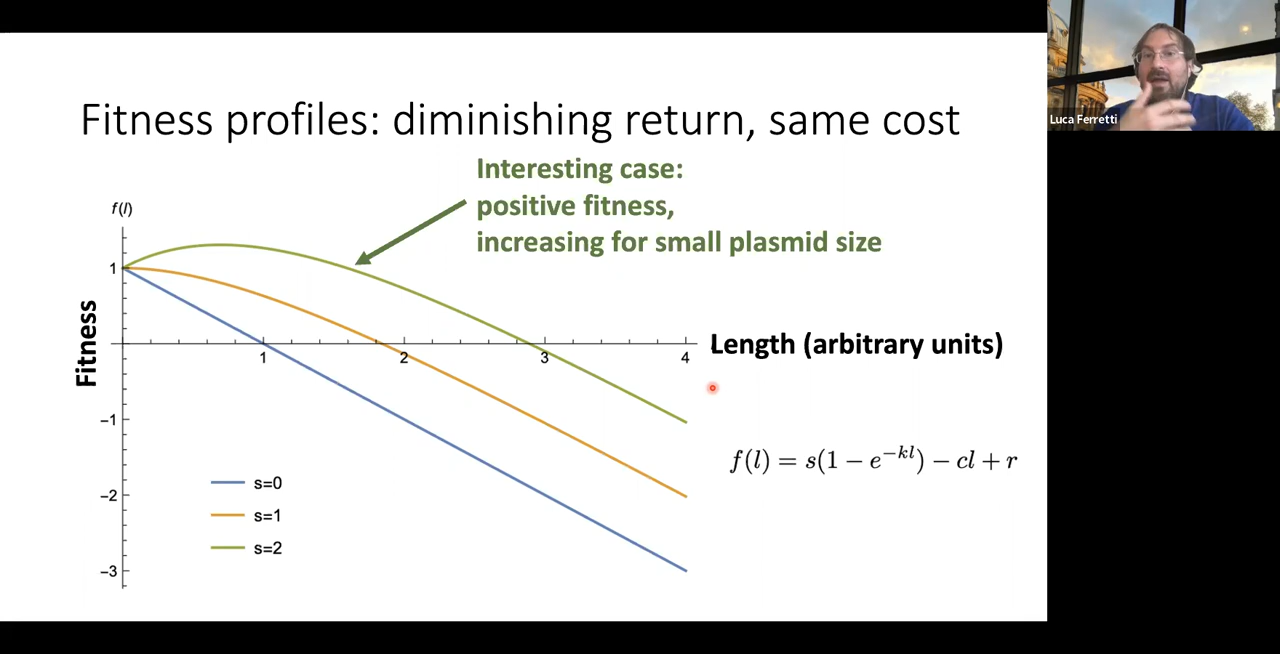 Fitness profiles: diminishing return, same cost
Luca Ferretti
Interesting case:
positive fitness,
increasing for small plasmid size
f(l)
1
Fitness
Length (arbitrary units)
1
2
3
4
−1
f(l) = s(1 − e^{−kl}) − cl + r
s=0
−2
s=1
s=2
−3